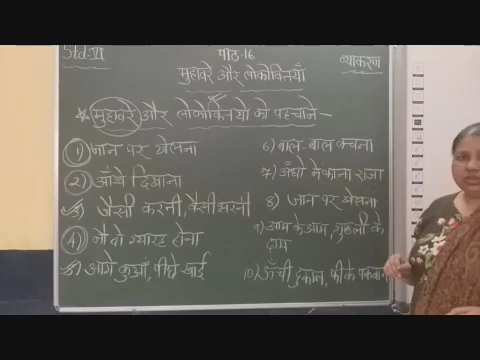 Std-VI
पाठ-16
व्याकरण
मुहावरे और लोकोक्तियाँ
* मुहावरे और लोकोक्तियों को पहचाने -
1) जान पर खेलना
2) आँखे दिखाना
3) जैसी करनी, वैसी भरनी
4) नौ दो ग्यारह होना
5) आगे कुआँ, पीछे खाई
6) बाल-बाल बचना
7) अंधो में काना राजा
8) जान पर खेलना
9) आम के आम, गुठली के
दाम
10) ऊँची दुकान, फीके पकवान